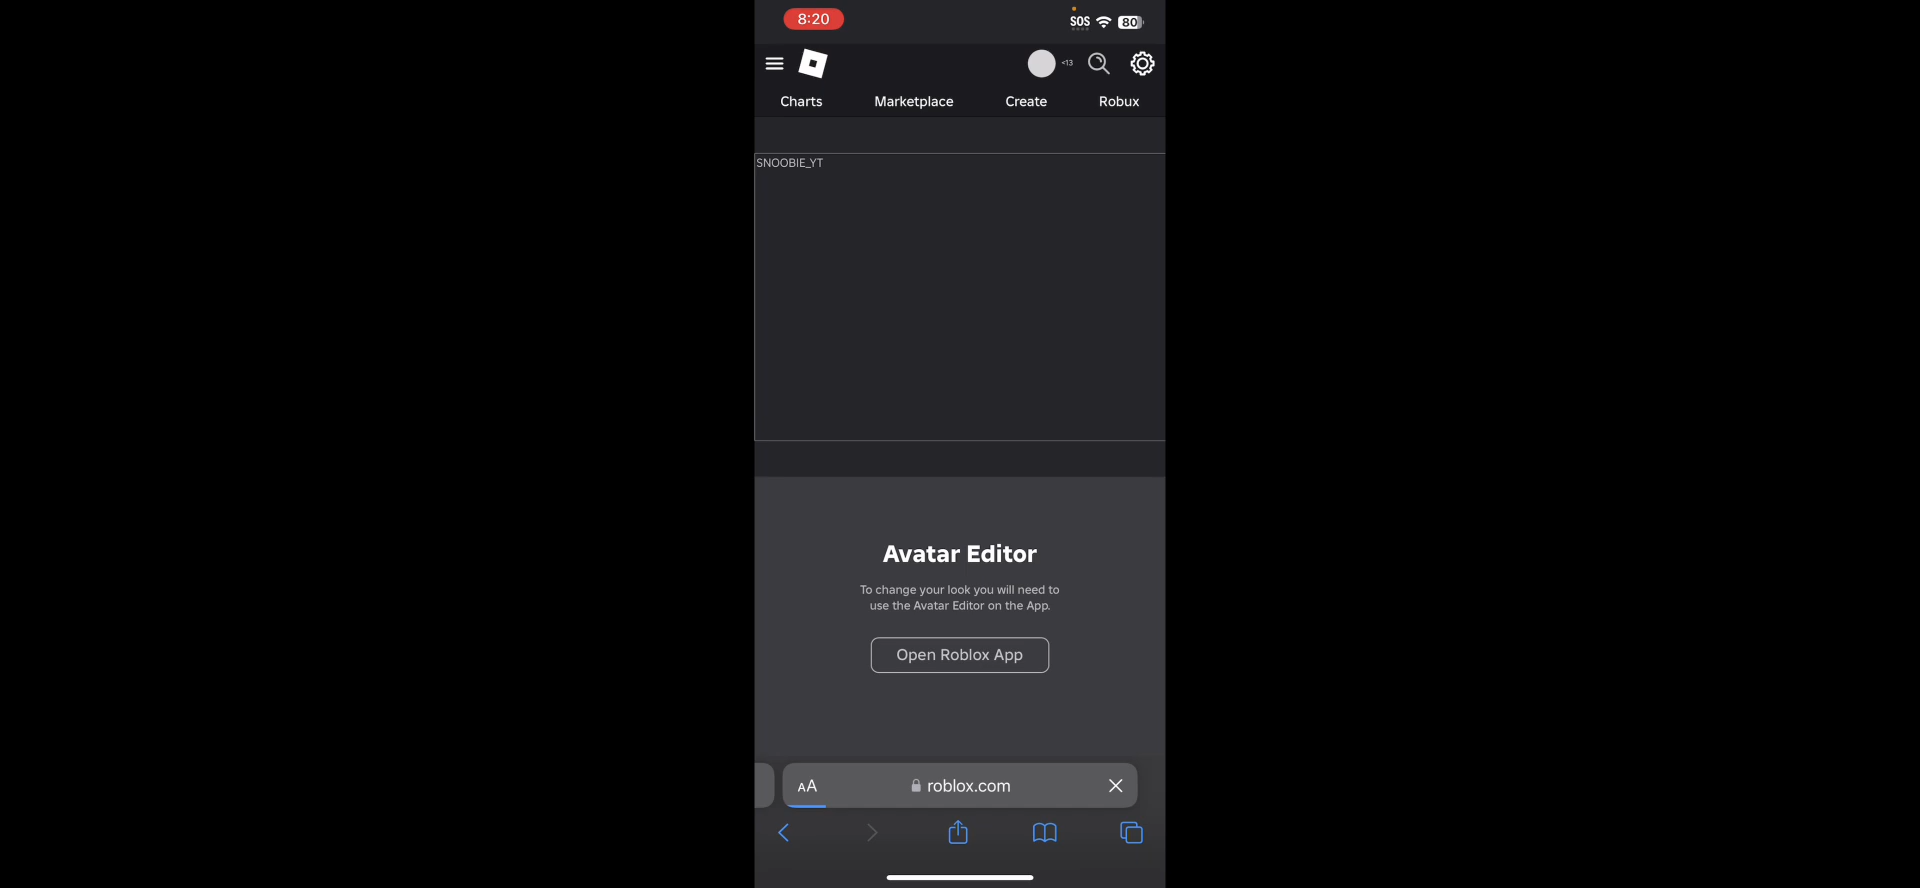 8:20
SOS
80
<13
Charts
Marketplace
Create
Robux
SNOOBIE_YT
Avatar Editor
To change your look you will need to
use the Avatar Editor on the App.
Open Roblox App
AA
roblox.com